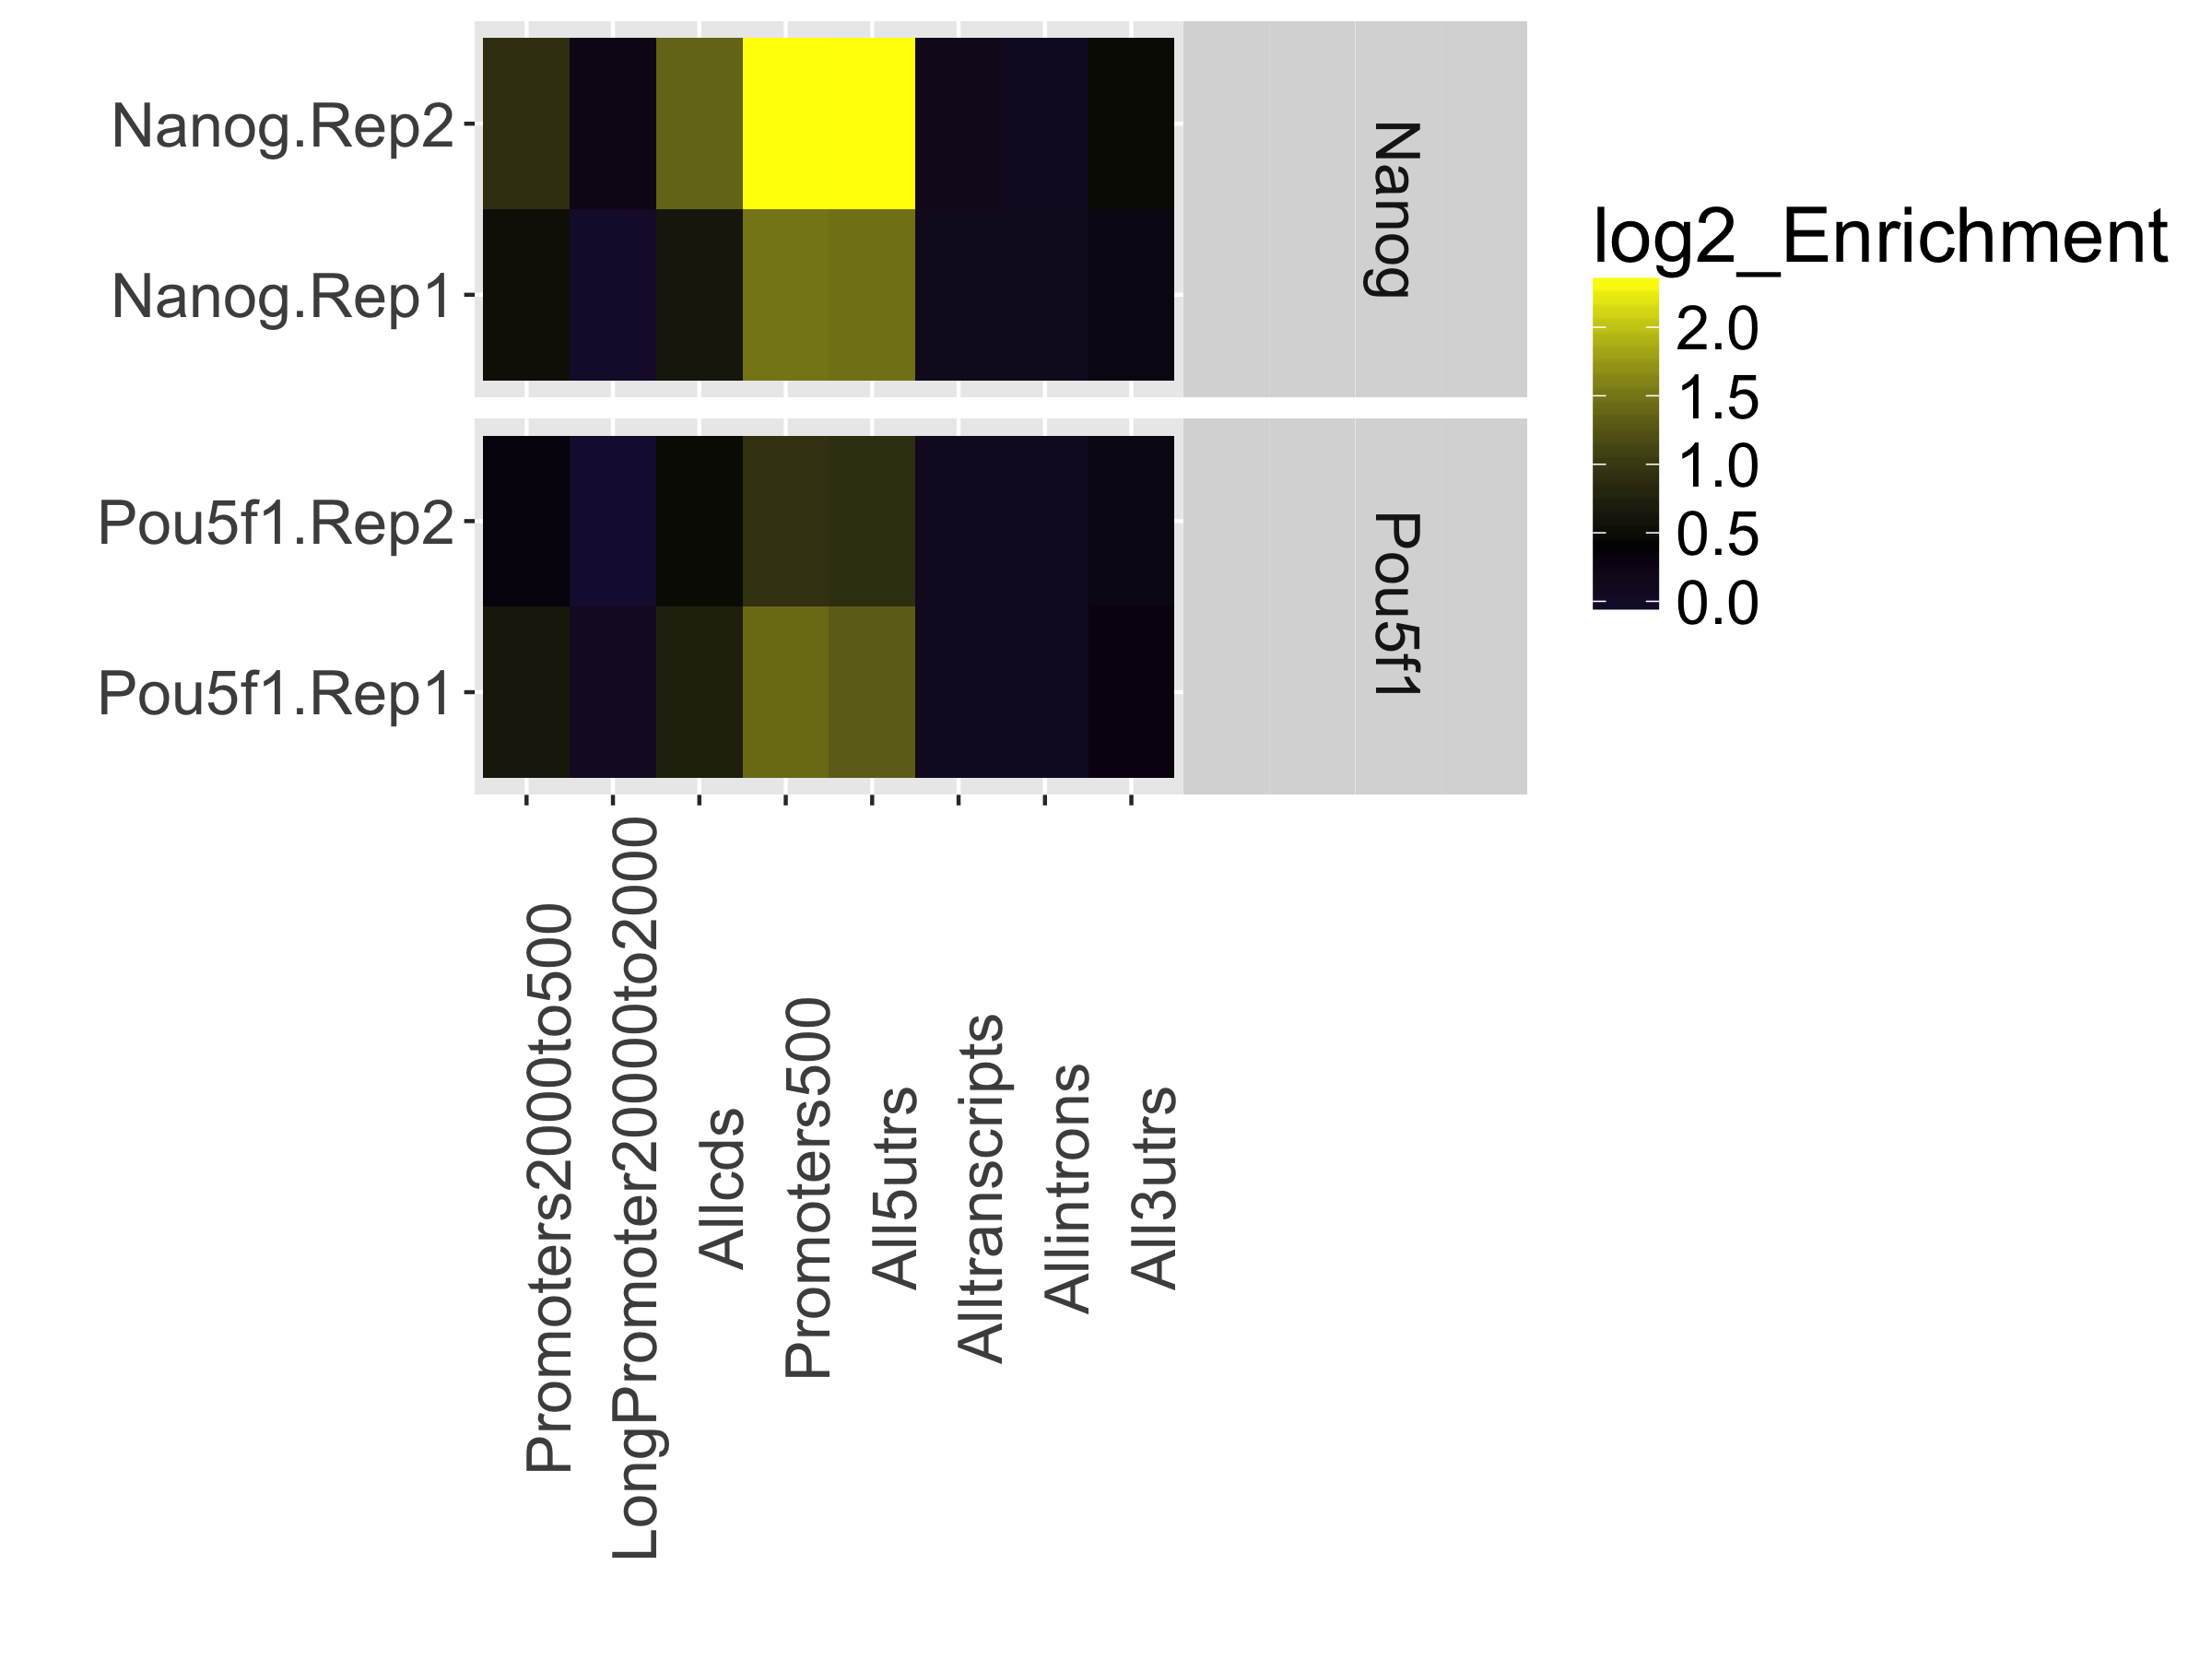 Nanog.Rep2
Nanog.Rep1
Nanog
Pou5f1.Rep2
Pou5f1.Rep1
Pou5f1
log2_Enrichment
2.0
1.5
1.0
0.5
0.0
Promoters2000to500
LongPromoter20000to2000
Allcds
Promoters500
All5utrs
Alltranscripts
Allintrons
All3utrs